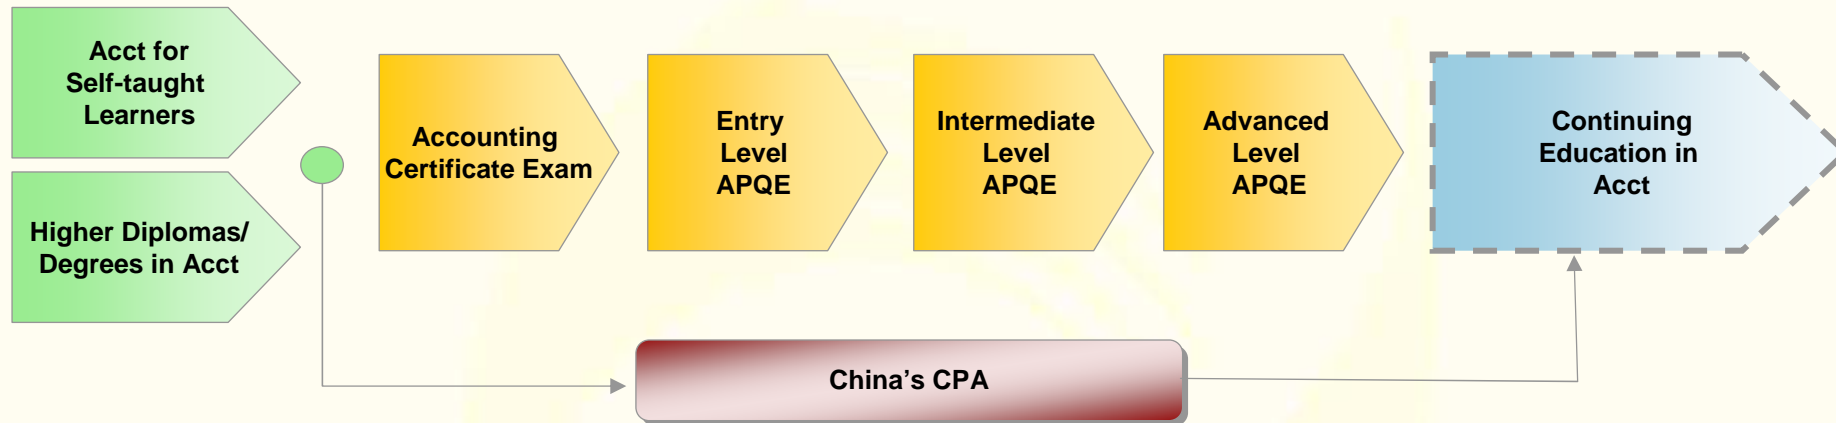 Acct for
Self-taught
Learners
Higher Diplomas/
Degrees in Acct
Accounting
Certificate Exam
Entry
Level
APQE
Intermediate
Level
APQE
Advanced
Level
APQE
Continuing
Education in
Acct
China’s CPA